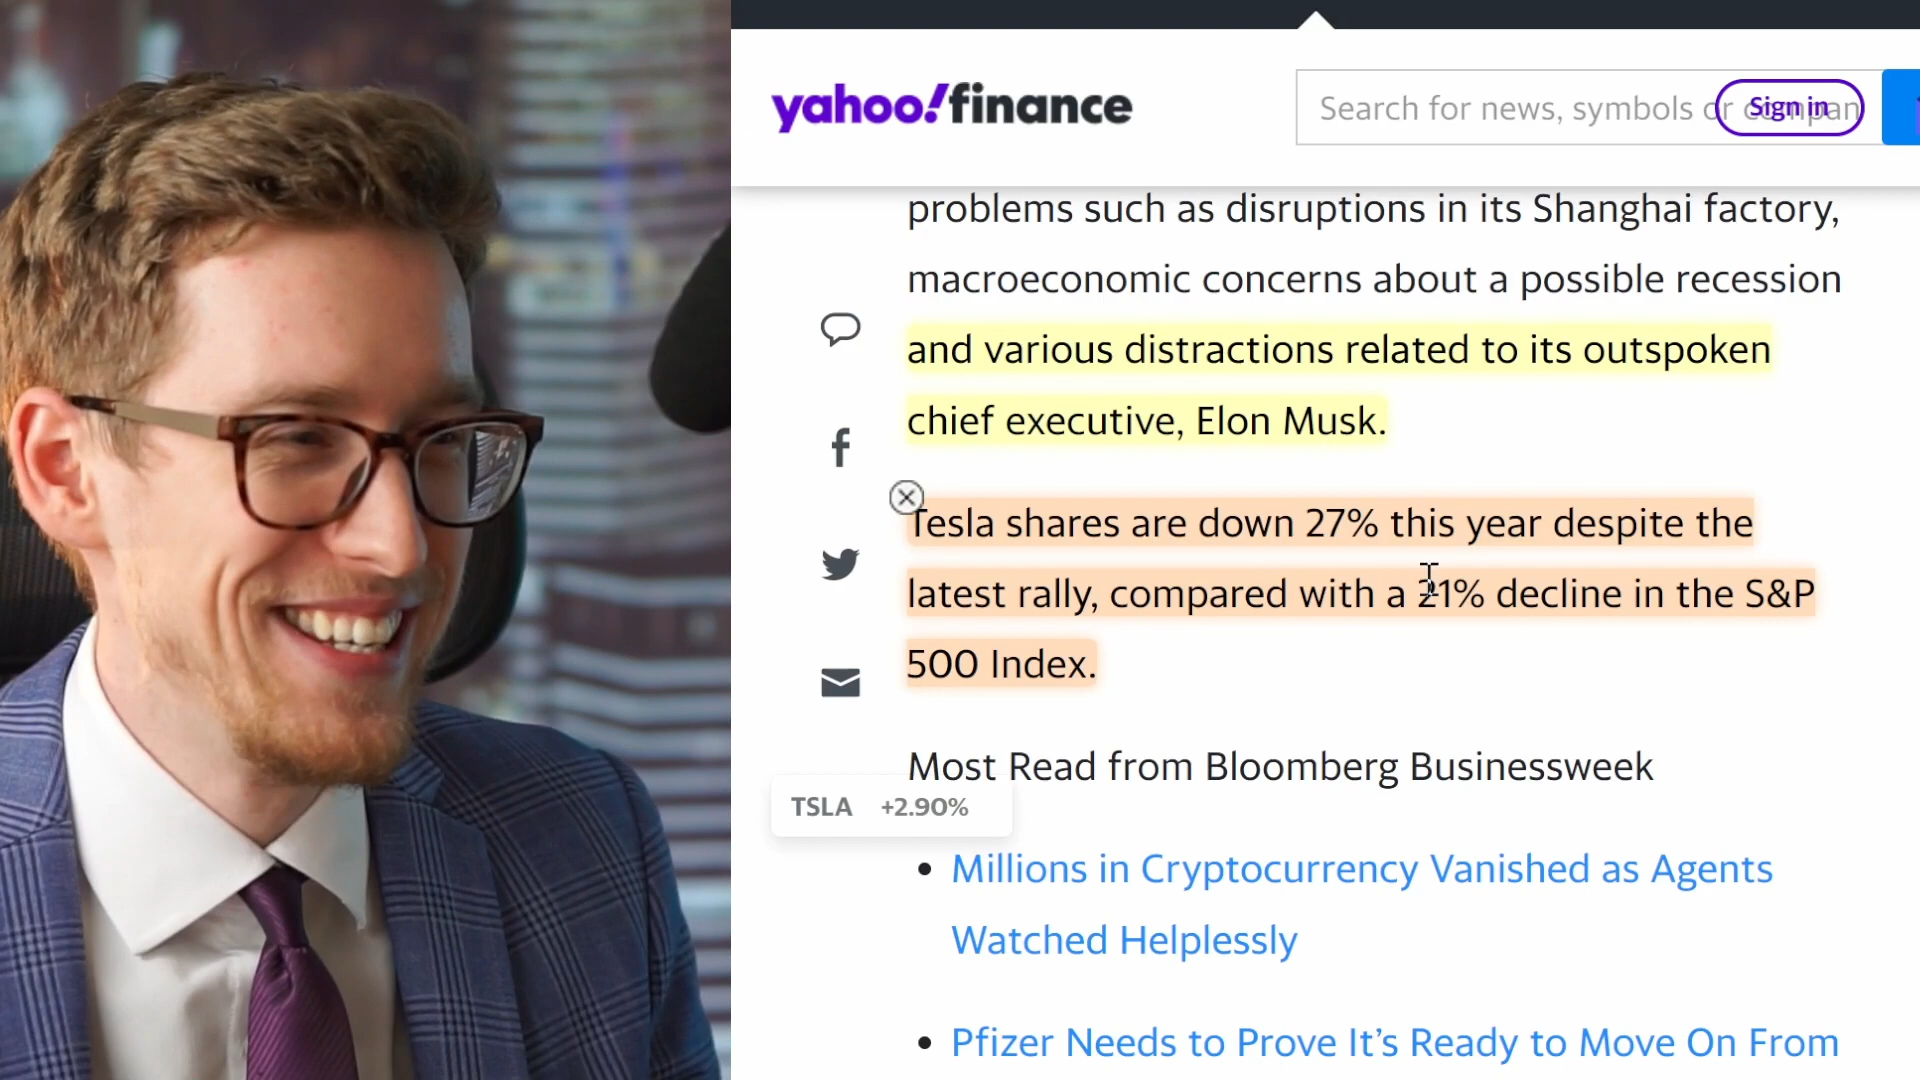 yahoo!finance
Search for news, symbols or compan
Sign in
problems such as disruptions in its Shanghai factory,
macroeconomic concerns about a possible recession
and various distractions related to its outspoken
chief executive, Elon Musk.
Tesla shares are down 27% this year despite the
latest rally, compared with a 21% decline in the S&P
500 Index.
Most Read from Bloomberg Businessweek
TSLA +2.90%
• Millions in Cryptocurrency Vanished as Agents
Watched Helplessly
• Pfizer Needs to Prove It's Ready to Move On From